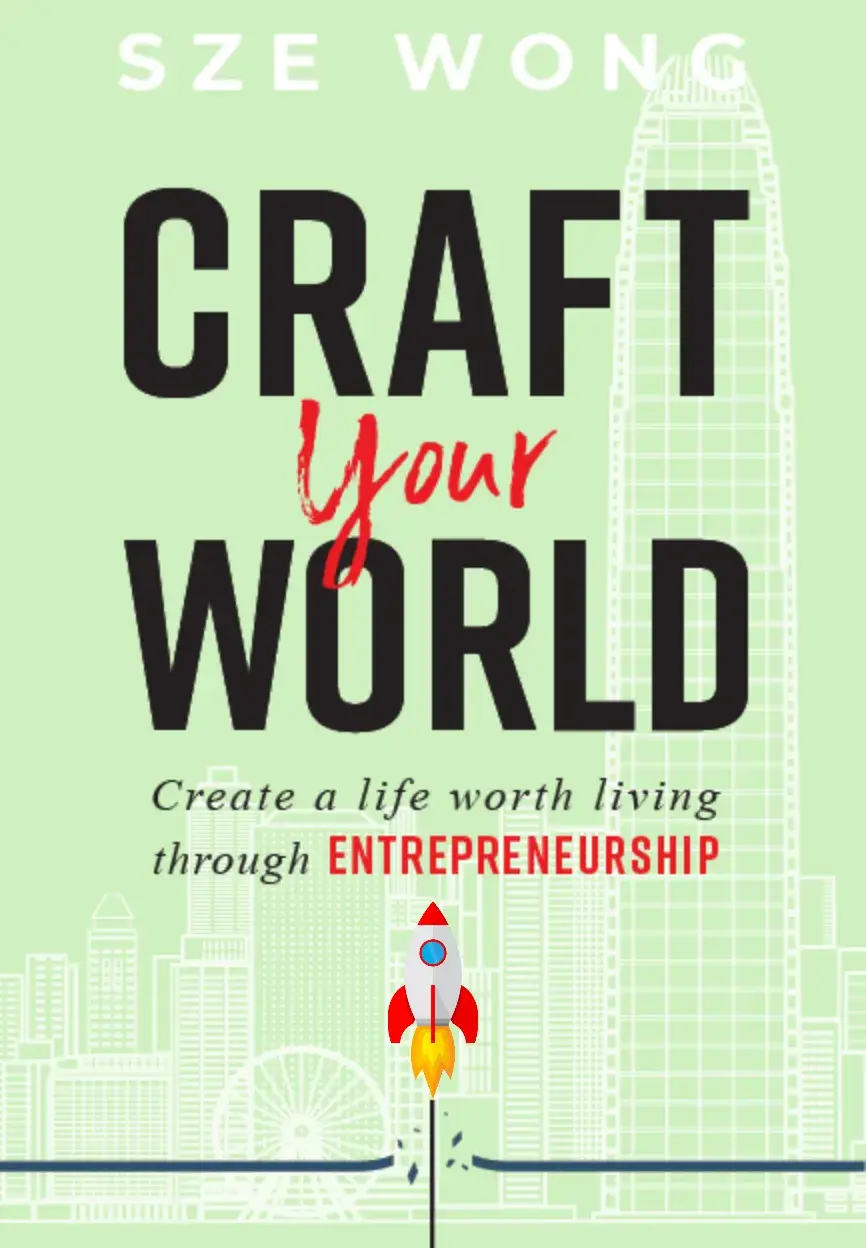 SZE WONG
CRAFT
Your
WORLD
Create a life worth living
through ENTREPRENEURSHIP